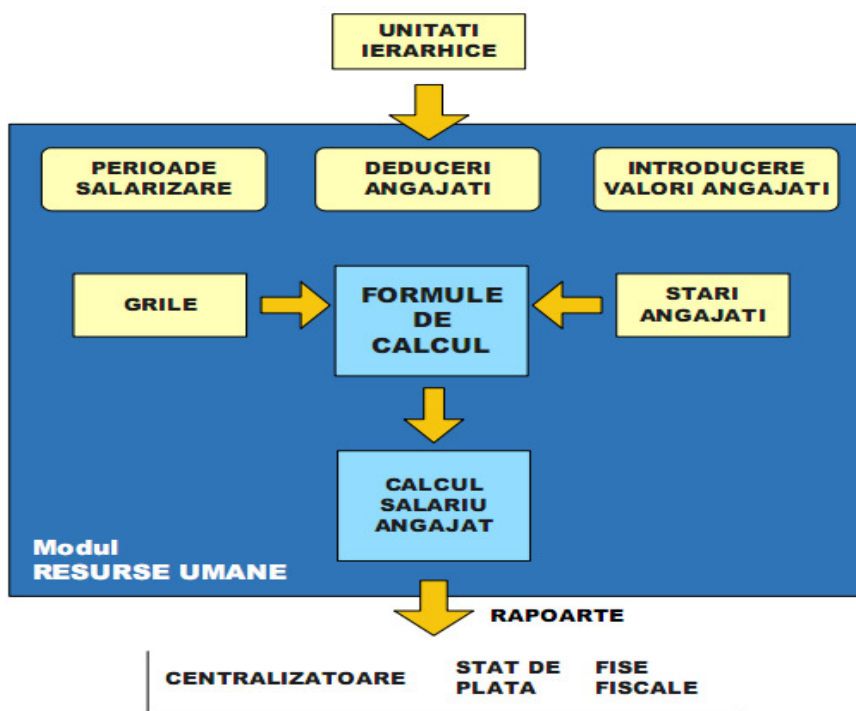 UNITATI
IERARHICE
PERIOADE
SALARIZARE
DEDUCERI
ANGAJATI
INTRODUCERE
VALORI ANGAJATI
GRILE
FORMULE
DE
CALCUL
STARI
ANGAJATI
CALCUL
SALARIU
ANGAJAT
Modul
RESURSE UMANE
RAPOARTE
CENTRALIZATOARE
STAT DE
PLATA
FISE
FISCALE